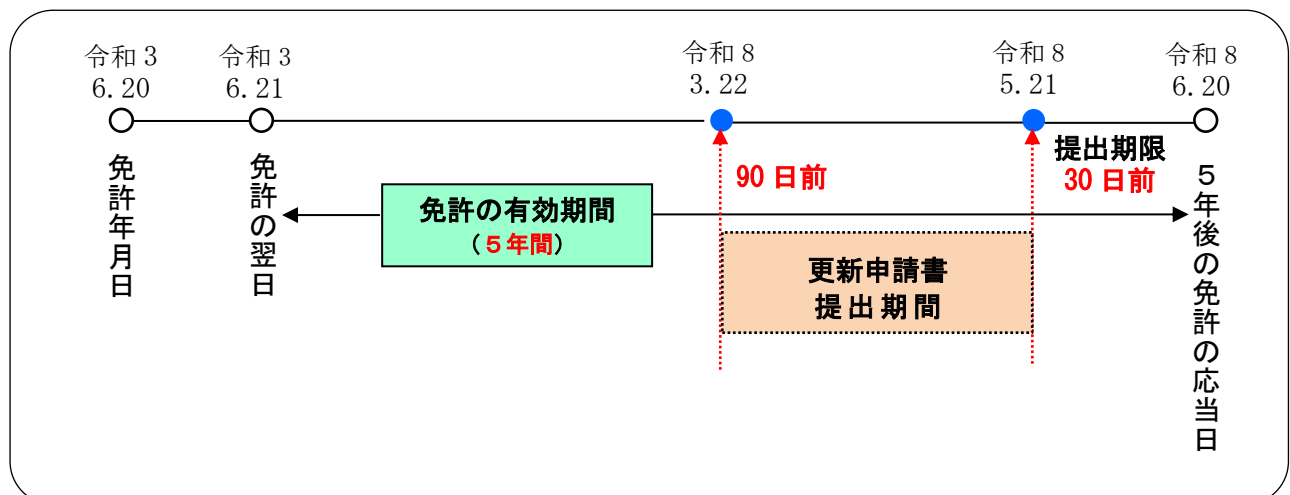 令和3
6.20
令和3
6.21
令和8
3.22
令和8
5.21
令和8
6.20
免許年月日
免許の翌日
90日前
提出期限
30日前
5年後の免許の応当日
免許の有効期間
(5年間)
更新申請書
提出期間